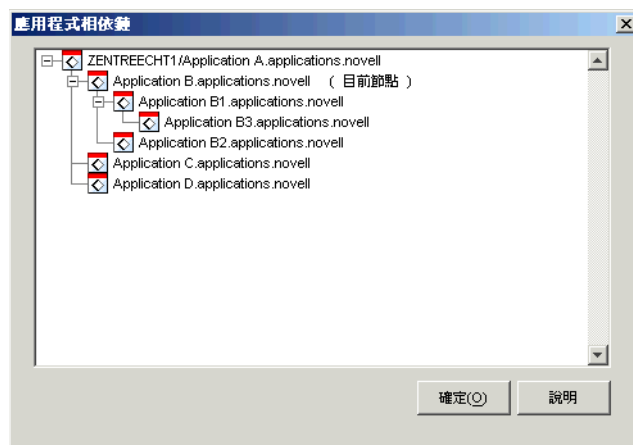 應用程式相依鏈
ZENTREECHT1/Application A.applications.novell
Application B.applications.novell ( 目前節點 )
Application B1.applications.novell
Application B3.applications.novell
Application B2.applications.novell
Application C.applications.novell
Application D.applications.novell
確定(O) 說明